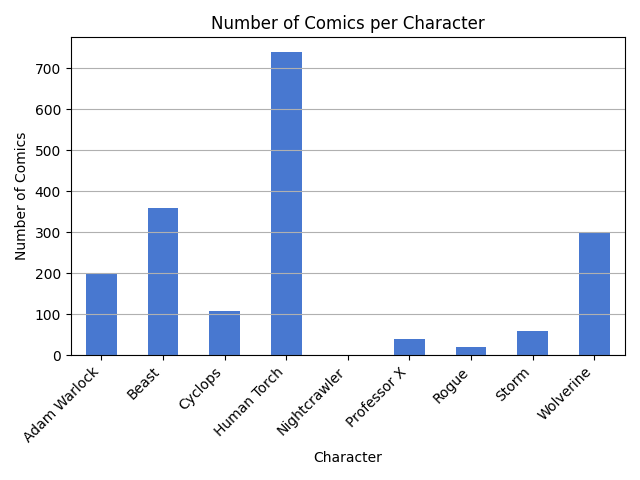 Number of Comics per Character
Number of Comics
700
600
500
400
300
200
100
0
Adam Warlock
Beast
Cyclops
Human Torch
Nightcrawler
Professor X
Rogue
Storm
Wolverine
Character